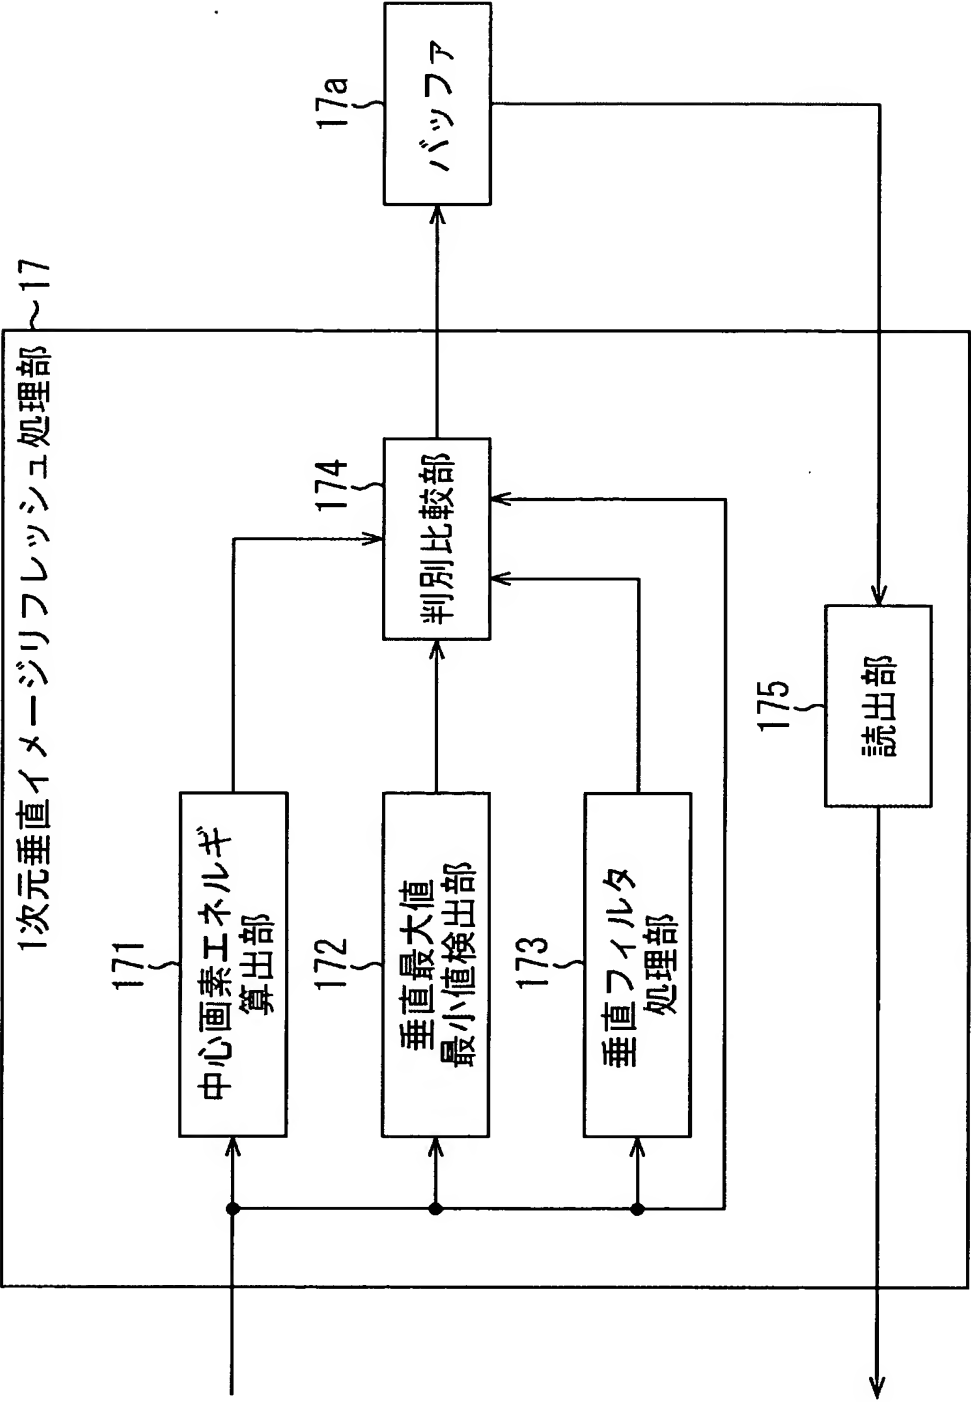 1次元垂直イメージリフレッシュ処理部
～17
171
中心画素エネルギ
算出部
172
垂直最大値
最小値検出部
173
垂直フィルタ
処理部
174
判別比較部
17a
バッファ
175
読出部